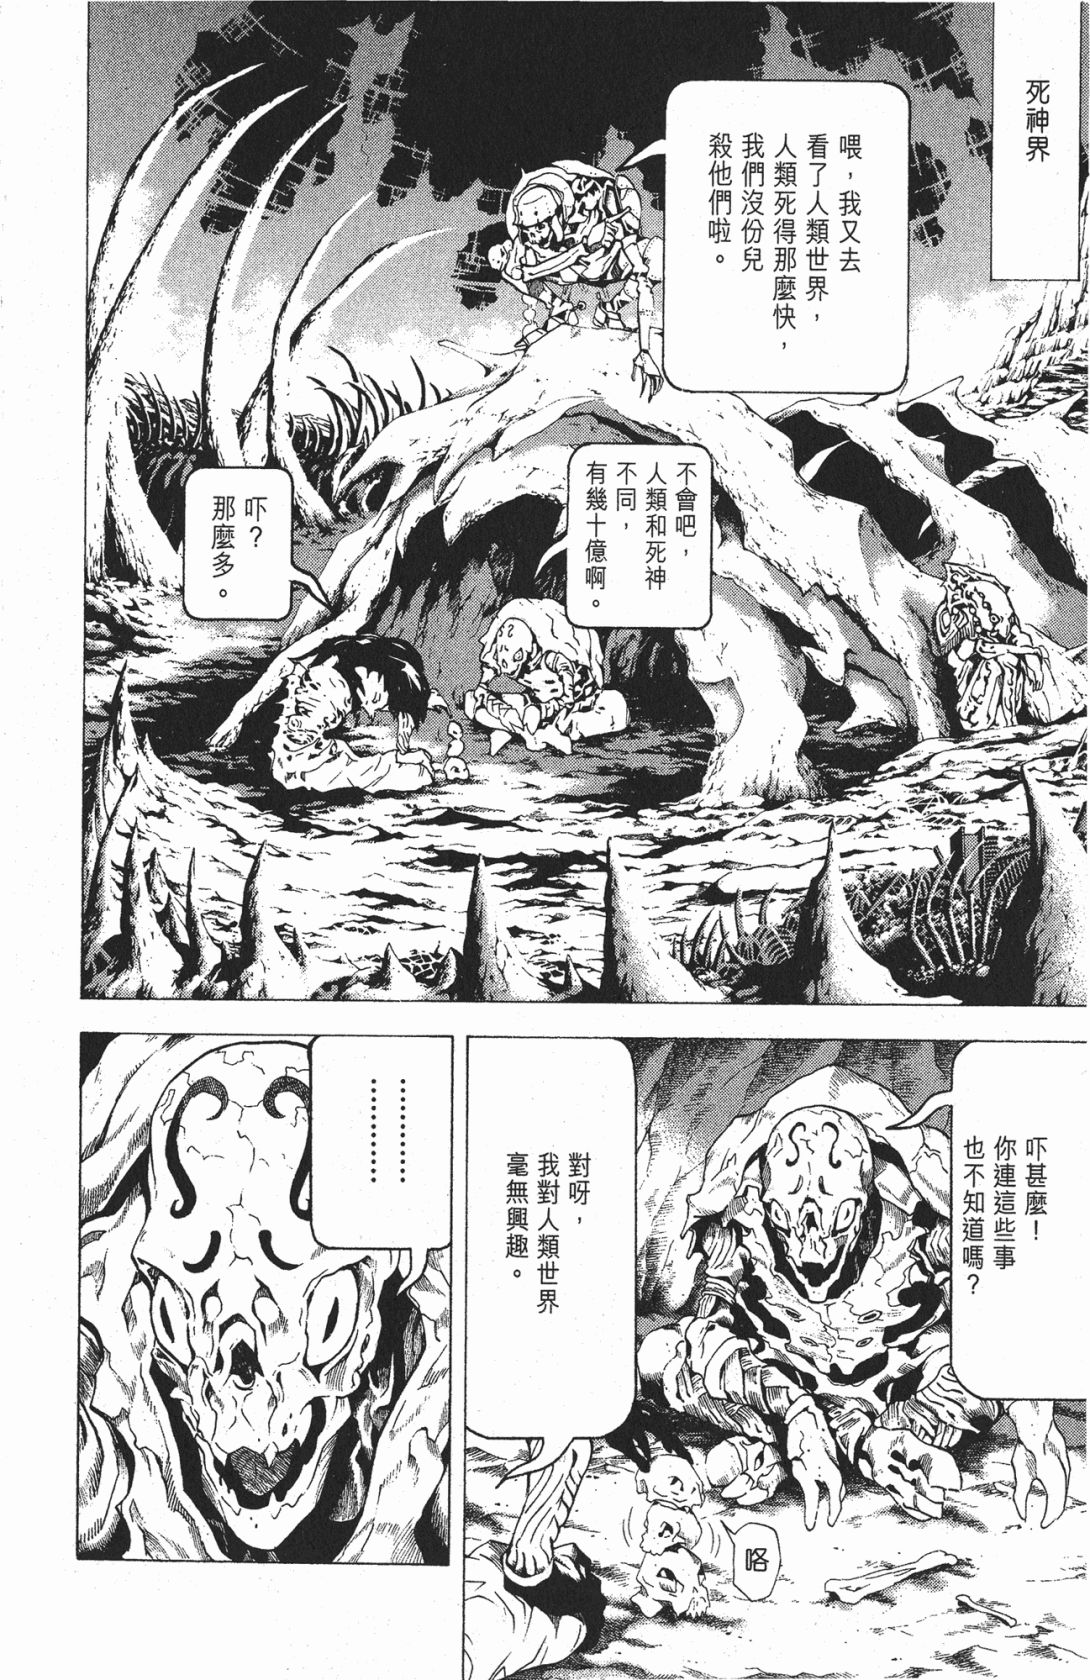 死神界
喂，我又去
看了人類世界，
人類死得那麼快，
我們沒份兒
殺他們啦。
不會吧，
人類和死神
不同，
有幾十億啊。
吓？
那麼多。
吓甚麼！
你連這些事
也不知道嗎？
咯
對呀，
我對人類世界
毫無興趣。
…………
…………